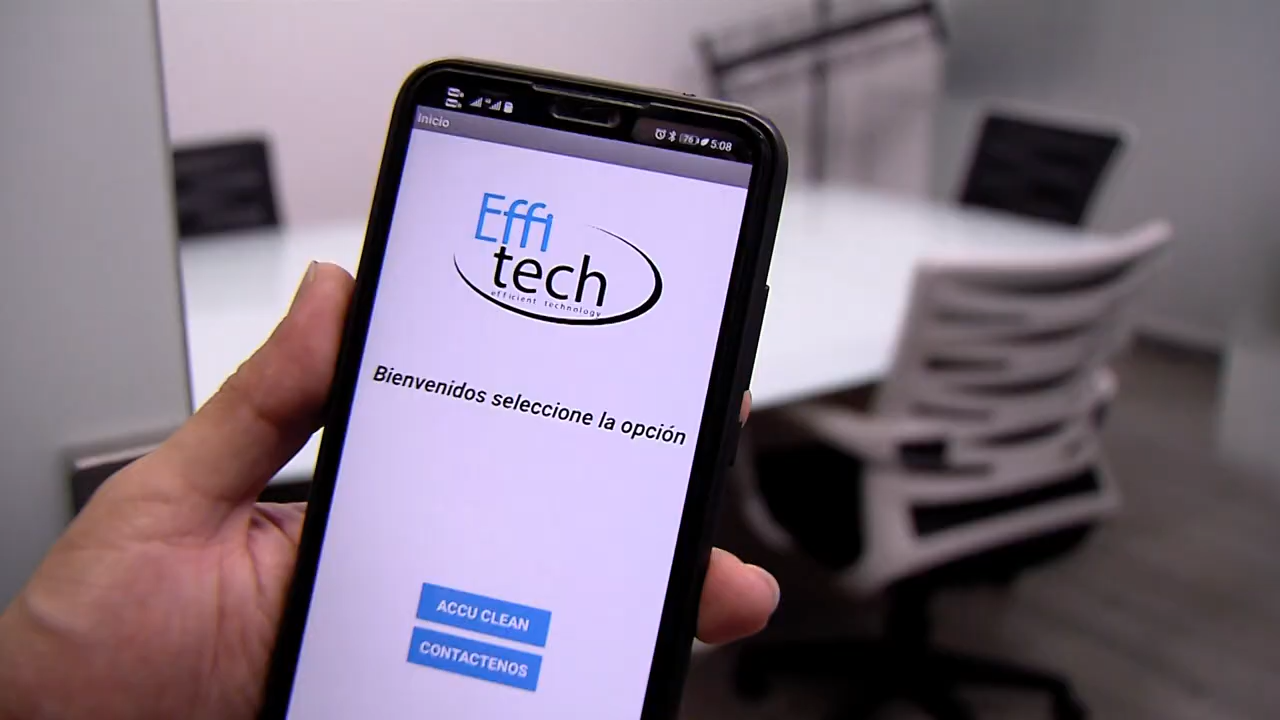 5:08
Inicio
Effi
tech
efficient technology
Bienvenidos seleccione la opción
ACCU CLEAN
CONTACTENOS